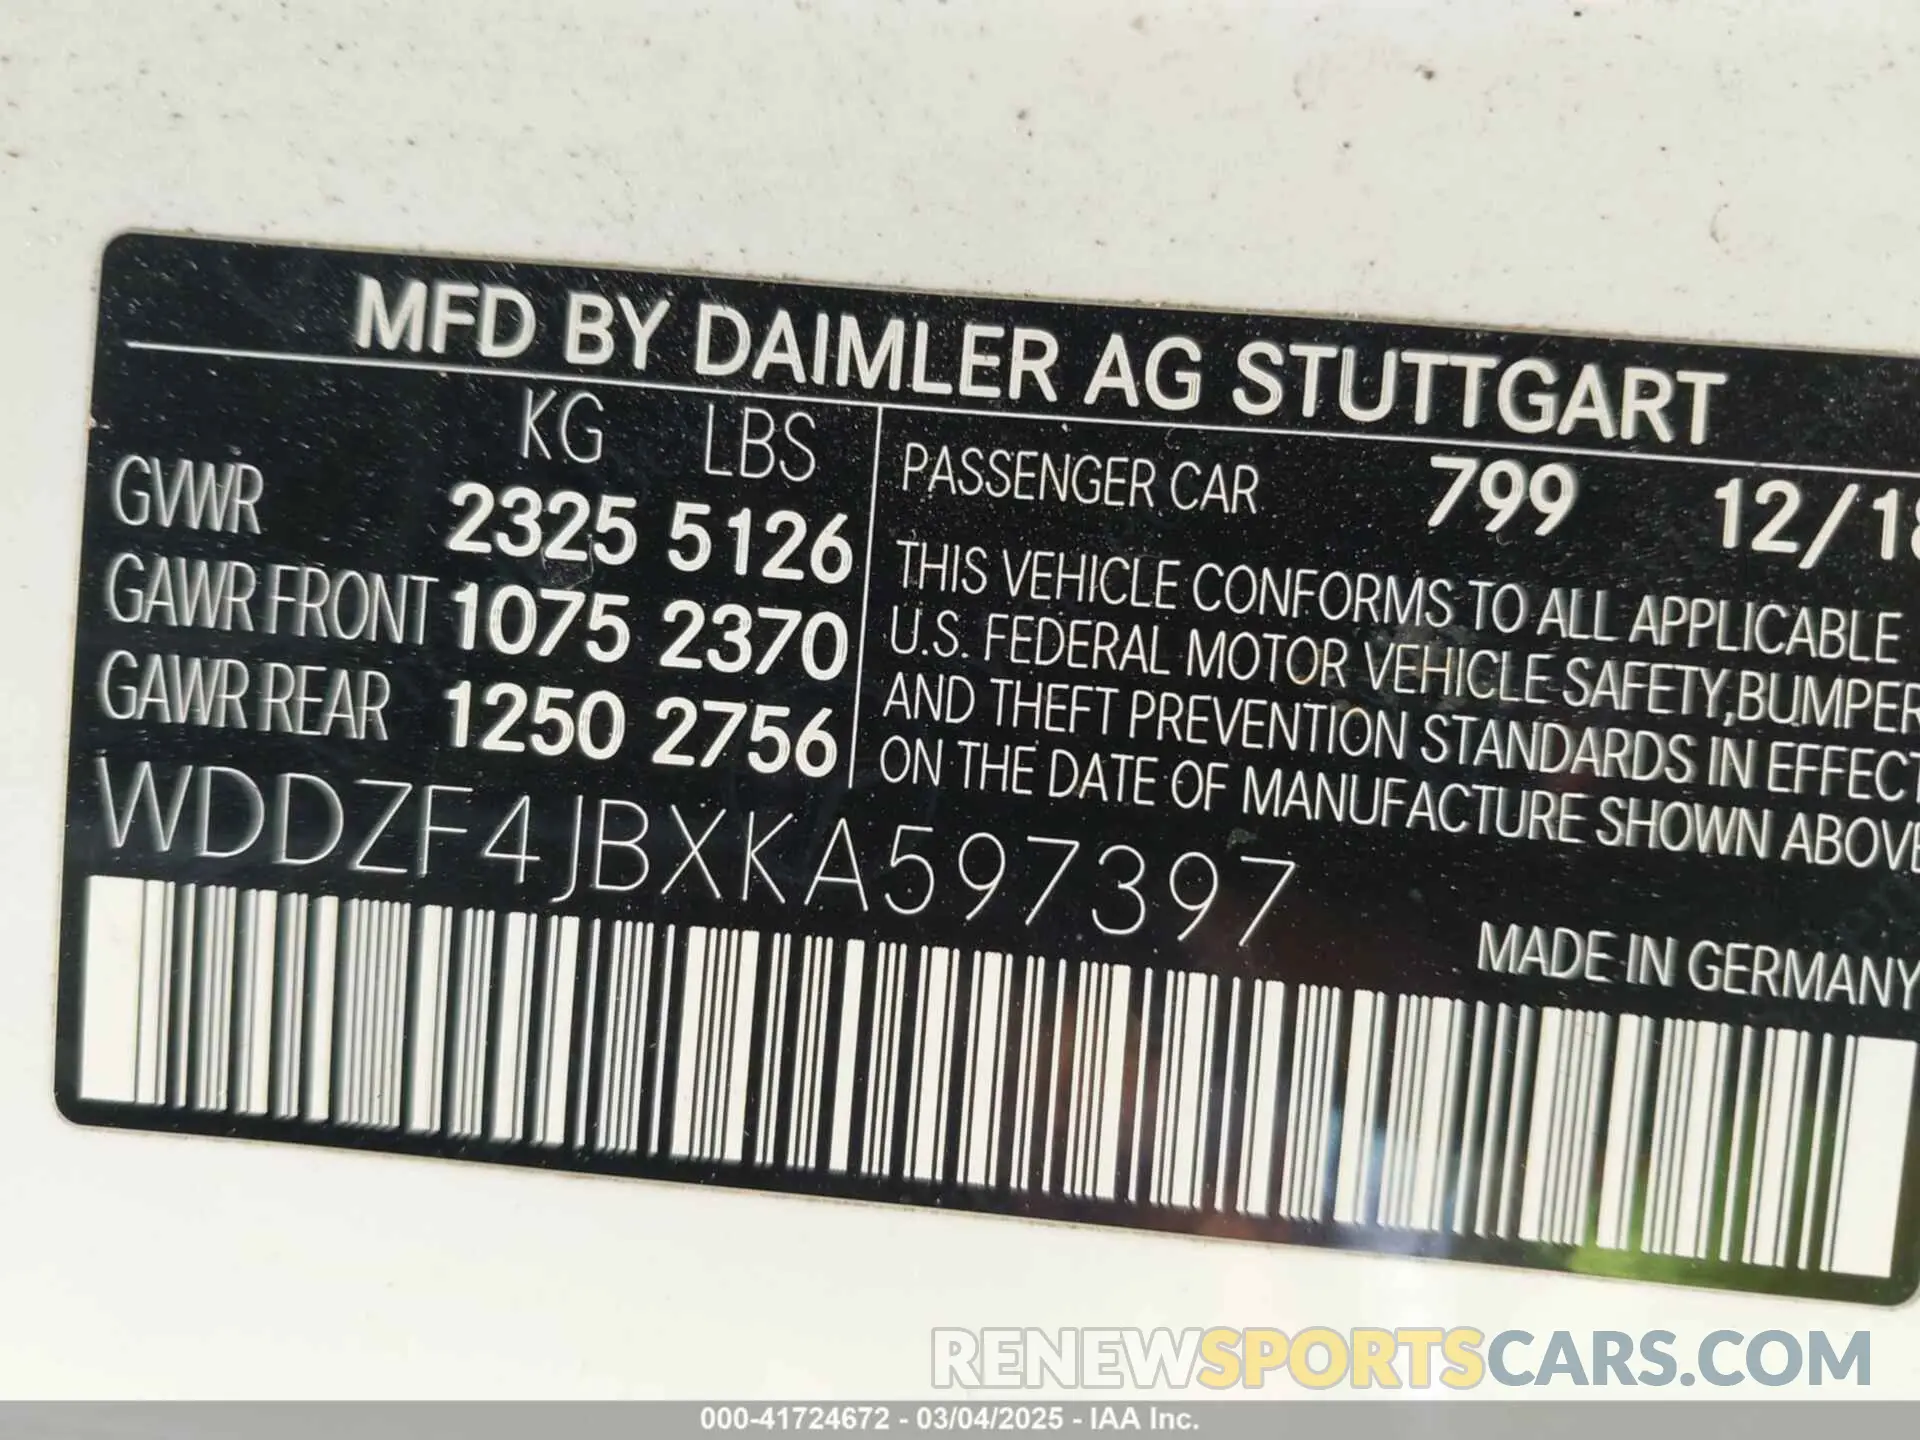 MFD BY DAIMLER AG STUTTGART
KG LBS
GVWR 2325 5126
GAWR FRONT 1075 2370
GAWR REAR 1250 2756
PASSENGER CAR 799 12/18
THIS VEHICLE CONFORMS TO ALL APPLICABLE
U.S. FEDERAL MOTOR VEHICLE SAFETY,BUMPER
AND THEFT PREVENTION STANDARDS IN EFFECT
ON THE DATE OF MANUFACTURE SHOWN ABOVE
WDDZF4JBXKA597397
MADE IN GERMANY
RENEWSPORTSCARS.COM
000-41724672 - 03/04/2025 - IAA Inc.